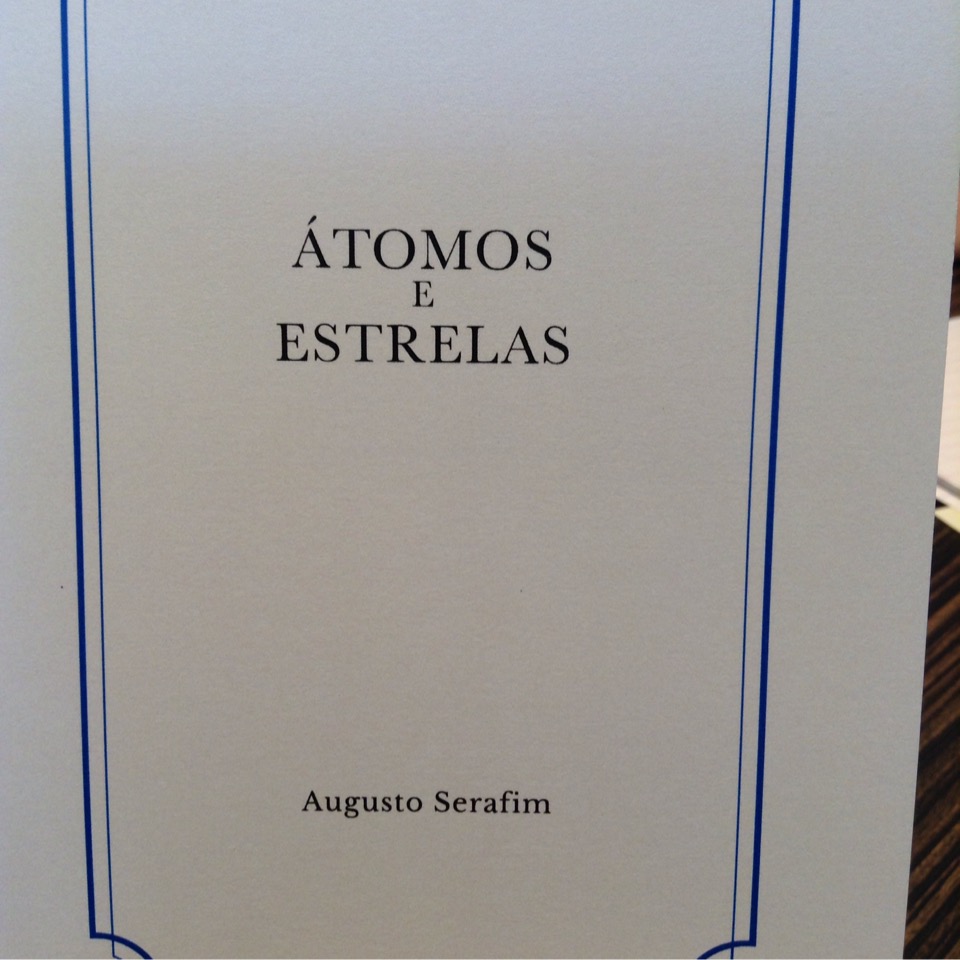 ÁTOMOS
E
ESTRELAS
Augusto Serafim